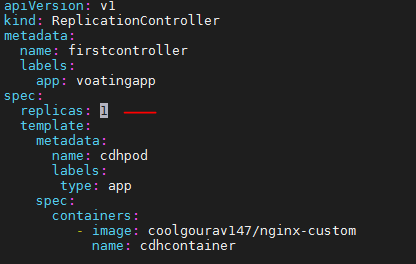 apiVersion: v1
kind: ReplicationController
metadata:
  name: firstcontroller
  labels:
    app: voatingapp
spec:
  replicas: 1
  template:
    metadata:
      name: cdhpod
      labels:
       type: app
    spec:
      containers:
         - image: coolgourav147/nginx-custom
           name: cdhcontainer